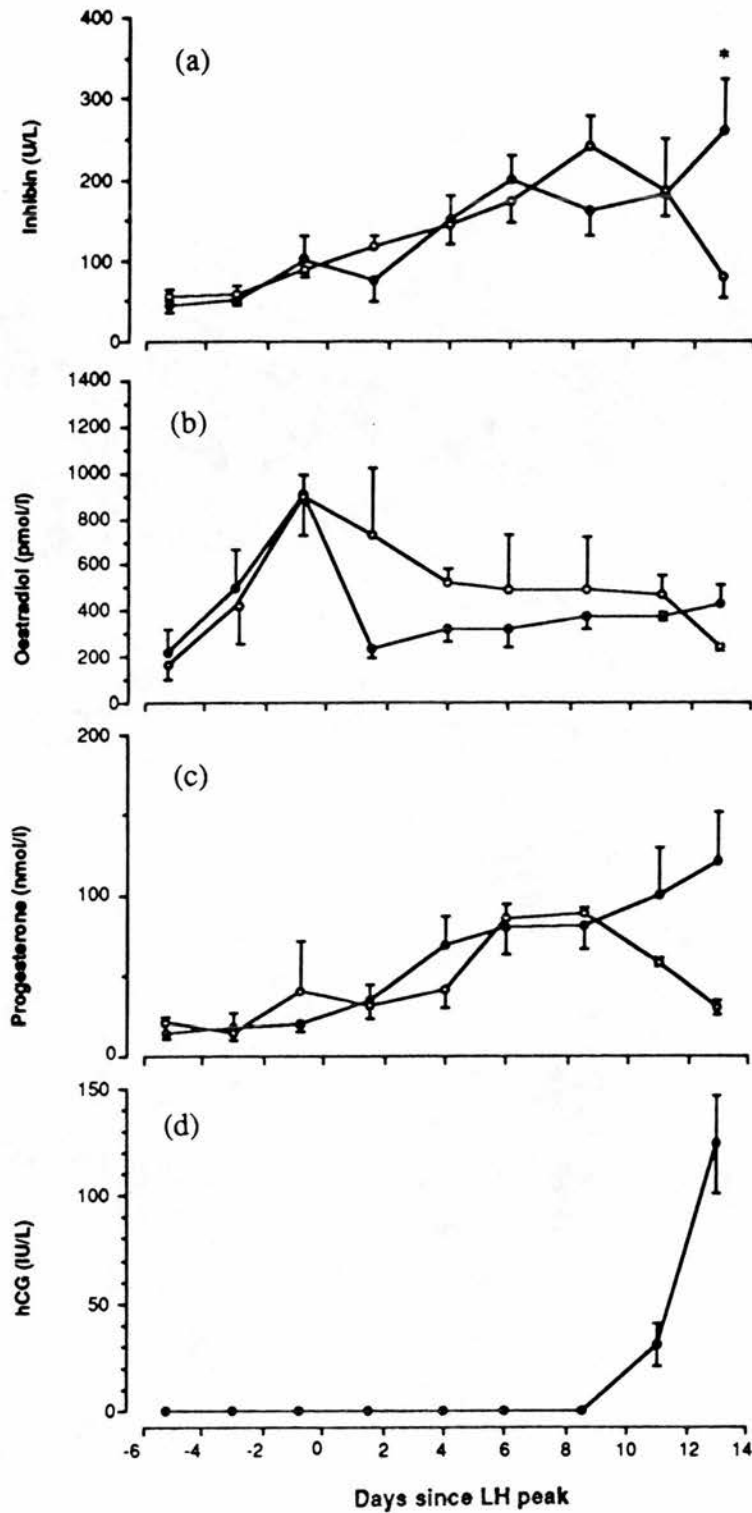 400
300
200
100
0
Inhibin (U/L)
(a)
*
1400
1200
1000
800
600
400
200
0
Oestradiol (pmol/l)
(b)
200
100
0
Progesterone (nmol/l)
(c)
150
100
50
0
hCG (IU/L)
(d)
-6 -4 -2 0 2 4 6 8 10 12 13 14
Days since LH peak